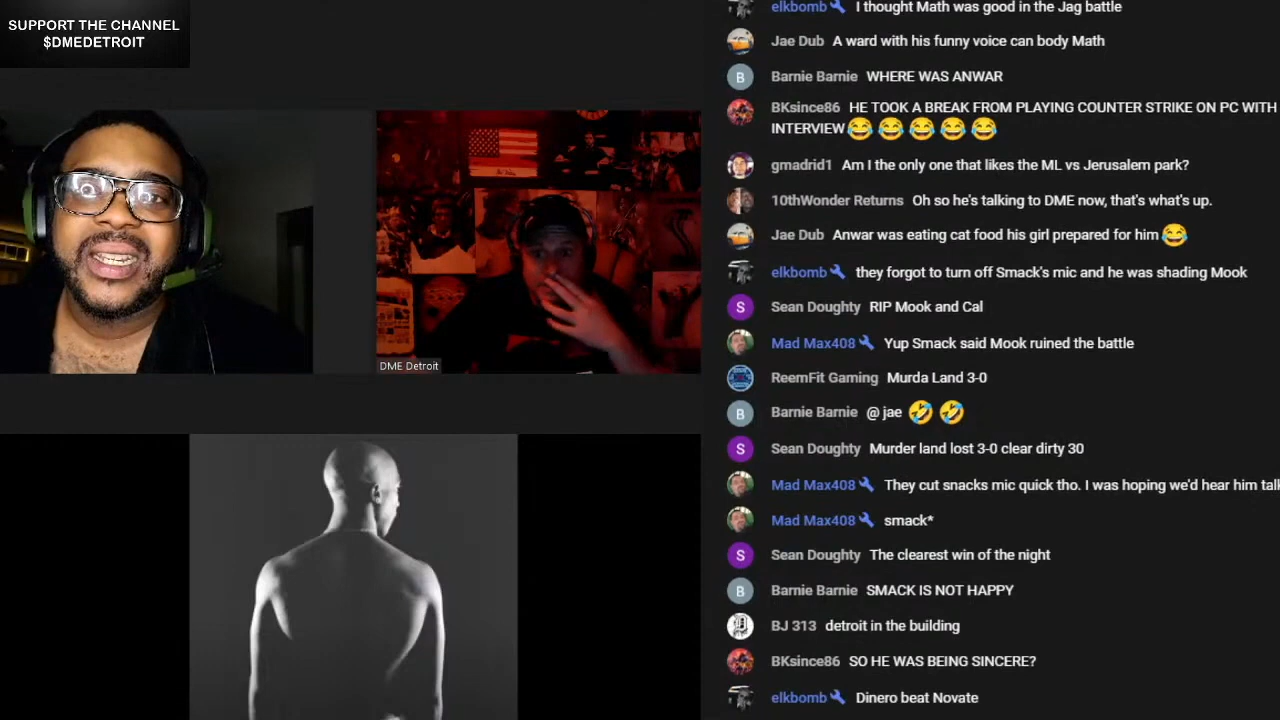 SUPPORT THE CHANNEL
$DMEDETROIT
DME Detroit
elkbomb I thought Math was good in the Jag battle
Jae Dub A ward with his funny voice can body Math
B Barnie Barnie WHERE WAS ANWAR
BKsince86 HE TOOK A BREAK FROM PLAYING COUNTER STRIKE ON PC WITH
INTERVIEW😂😂😂😂😂
gmadrid1 Am I the only one that likes the ML vs Jerusalem park?
10thWonder Returns Oh so he's talking to DME now, that's what's up.
Jae Dub Anwar was eating cat food his girl prepared for him😂
elkbomb they forgot to turn off Smack's mic and he was shading Mook
S Sean Doughty RIP Mook and Cal
Mad Max408 Yup Smack said Mook ruined the battle
ReemFit Gaming Murda Land 3-0
B Barnie Barnie @ jae 🤣 🤣
S Sean Doughty Murder land lost 3-0 clear dirty 30
Mad Max408 They cut snacks mic quick tho. I was hoping we'd hear him tal
Mad Max408 smack*
S Sean Doughty The clearest win of the night
B Barnie Barnie SMACK IS NOT HAPPY
BJ 313 detroit in the building
BKsince86 SO HE WAS BEING SINCERE?
elkbomb Dinero beat Novate